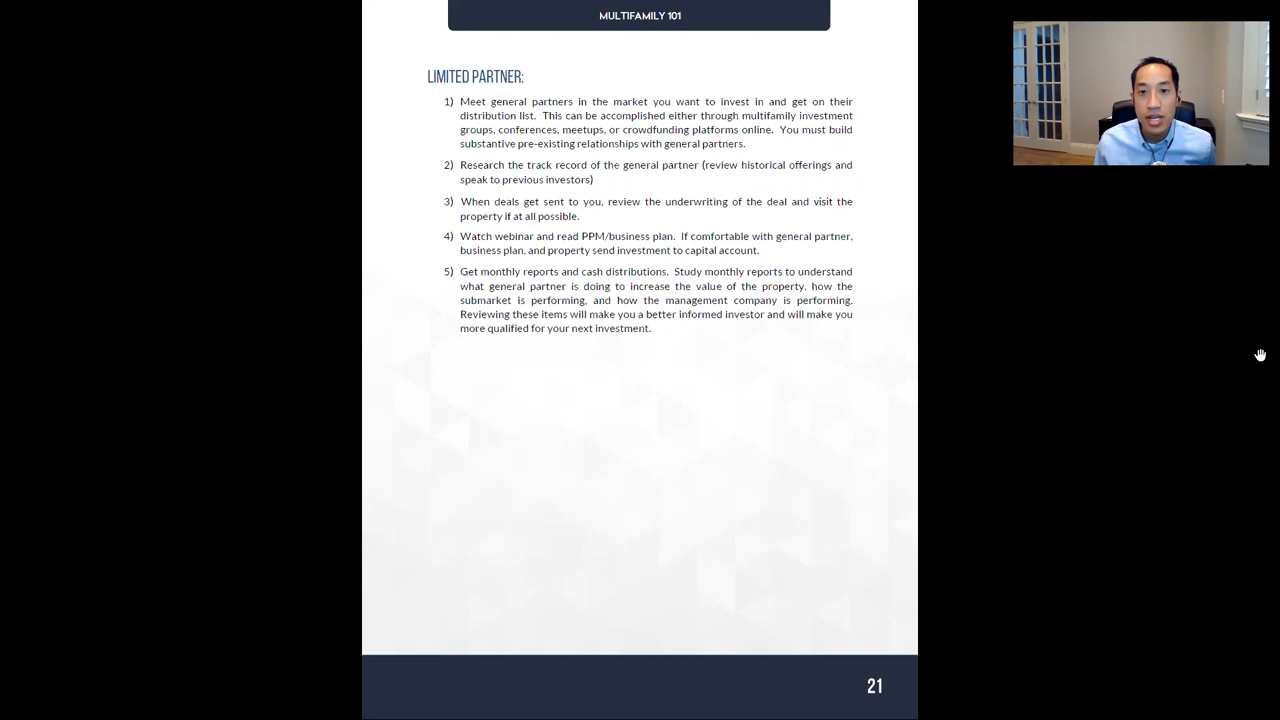 MULTIFAMILY 101
LIMITED PARTNER:
1) Meet general partners in the market you want to invest in and get on their
distribution list. This can be accomplished either through multifamily investment
groups, conferences, meetups, or crowdfunding platforms online. You must build
substantive pre-existing relationships with general partners.
2) Research the track record of the general partner (review historical offerings and
speak to previous investors)
3) When deals get sent to you, review the underwriting of the deal and visit the
property if at all possible.
4) Watch webinar and read PPM/business plan. If comfortable with general partner,
business plan, and property send investment to capital account.
5) Get monthly reports and cash distributions. Study monthly reports to understand
what general partner is doing to increase the value of the property, how the
submarket is performing, and how the management company is performing.
Reviewing these items will make you a better informed investor and will make you
more qualified for your next investment.
21